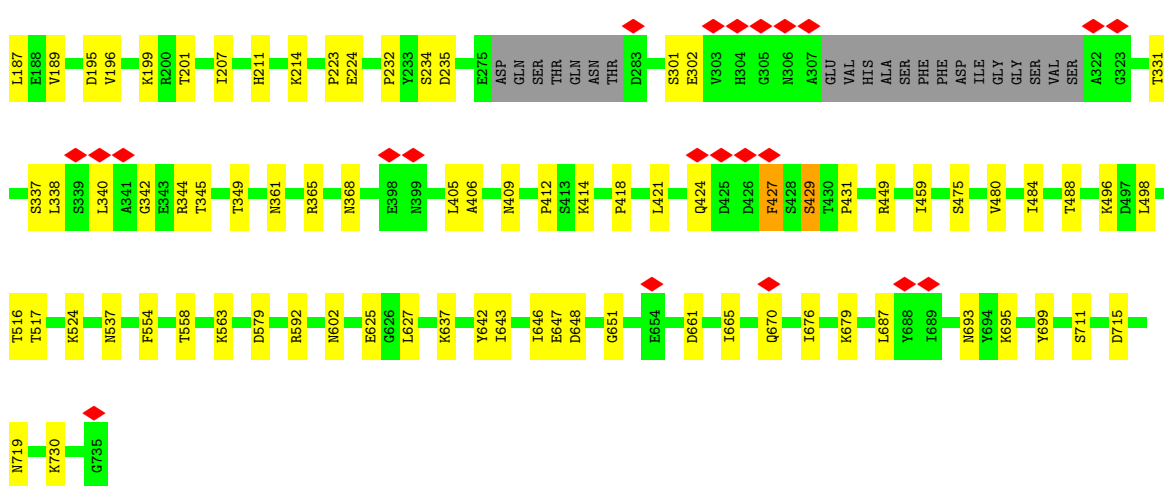 L187 E188 V189 D195 V196 K199 R200 T201 I207 H211 K214 P223 E224 P232 Y233 S234 D235 E275 ASP GLN SER THR GLN ASN THR D283 S301 E302 V303 H304 G305 N306 A307 GLU VAL HIS ALA SER PHE PHE ASP ILE GLY GLY SER VAL SER A322 G323 T331
S337 L338 S339 L340 A341 G342 E343 R344 T345 T349 N361 R365 N368 E398 N399 L405 A406 N409 P412 S413 K414 P418 L421 Q424 D425 D426 F427 S428 S429 T430 P431 R449 I459 S475 V480 I484 T488 K496 D497 L498
T516 T517 K524 N537 F554 T558 K563 D579 R592 N602 E625 G626 L627 K637 Y642 I643 I646 E647 D648 G651 E654 D661 I665 Q670 I676 K679 L687 Y688 I689 N693 Y694 K695 Y699 S711 D715
N719 K730 G735